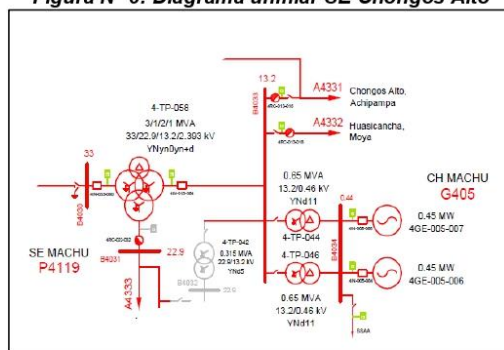 Figura N° 6: Diagrama unifilar SE Chongos Alto
4-TP-058
3/1/2/1 MVA
33/22.9/13.2/2.393 kV
YNyn0yn+d
33
B4030
SE MACHU
P4119
B4031
22.9
A4333
4-TP-042
0.315 MVA
22.9/13.2 kV
YNd5
B4032
13.2
B4033
A4331
Chongos Alto,
Achipampa
A4332
Huasicancha,
Moya
0.65 MVA
13.2/0.46 kV
YNd11
4-TP-044
4-TP-046
0.65 MVA
13.2/0.46 kV
YNd11
0.44
B4034
CH MACHU
G405
0.45 MW
4GE-005-007
0.45 MW
4GE-005-006